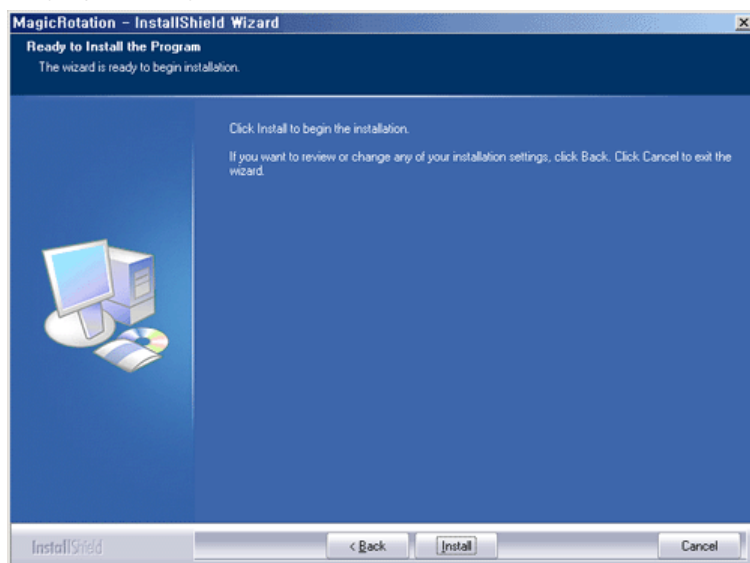 MagicRotation - InstallShield Wizard
Ready to Install the Program
The wizard is ready to begin installation.
Click Install to begin the installation.
If you want to review or change any of your installation settings, click Back. Click Cancel to exit the
wizard.
InstallShield
< Back
Install
Cancel